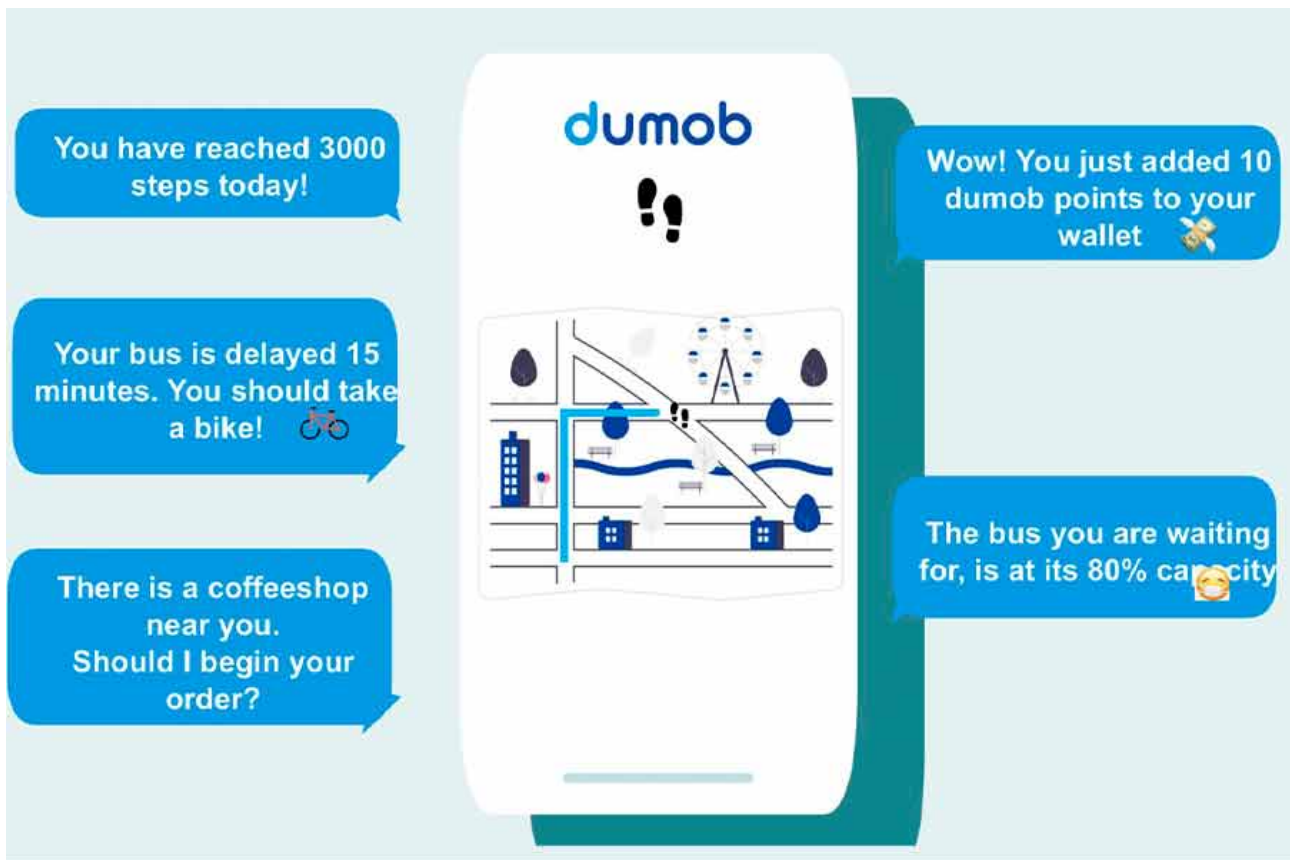 dumob
You have reached 3000
steps today!
Your bus is delayed 15
minutes. You should take
a bike!
There is a coffeeshop
near you.
Should I begin your
order?
Wow! You just added 10
dumob points to your
wallet
The bus you are waiting
for, is at its 80% capacity